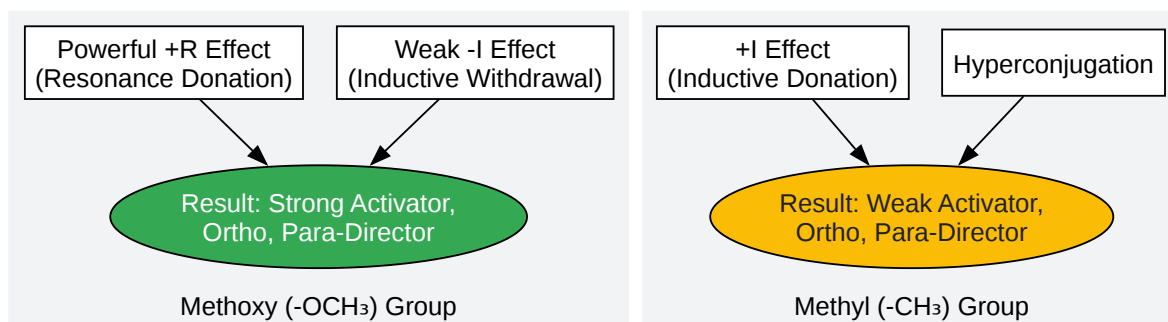 Powerful +R Effect
(Resonance Donation)
Weak -I Effect
(Inductive Withdrawal)
Result: Strong Activator,
Ortho, Para-Director
Methoxy (-OCH₃) Group
+I Effect
(Inductive Donation)
Hyperconjugation
Result: Weak Activator,
Ortho, Para-Director
Methyl (-CH₃) Group